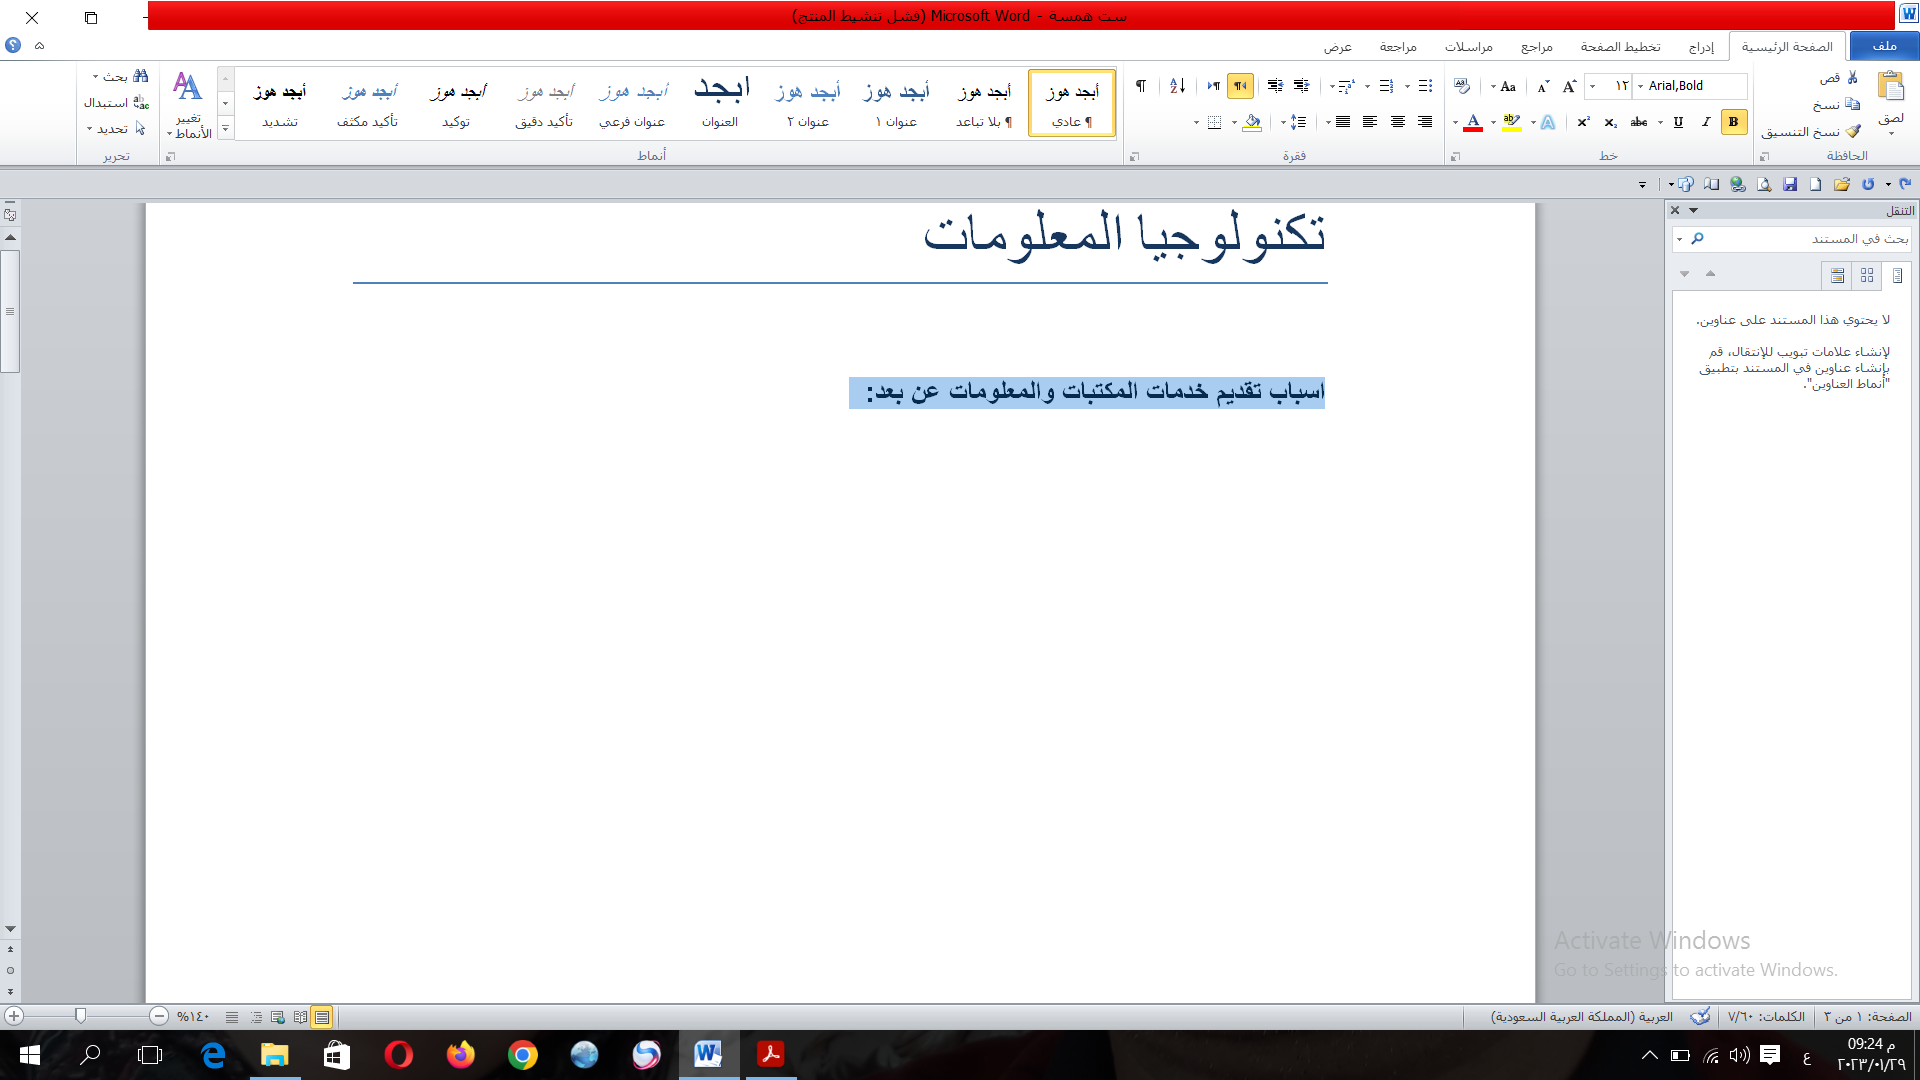 ست همسة - Microsoft Word (فشل تنشيط المنتج)
ملف
الصفحة الرئيسية
إدراج
تخطيط الصفحة
مراجع
مراسلات
مراجعة
عرض
لصق
قص
نسخ
نسخ التنسيق
الحافظة
Arial,Bold
١٢
خط
فقرة
أبجد هوز
¶ عادي
أبجد هوز
¶ بلا تباعد
أبجد هوز
عنوان ١
أبجد هوز
عنوان ٢
أبجد
العنوان
أبجد هوز
عنوان فرعي
أبجد هوز
تأكيد دقيق
أبجد هوز
توكيد
أبجد هوز
تأكيد مكثف
أبجد هوز
تشديد
أنماط
تغيير
الأنماط
بحث
استبدال
تحديد
تحرير
التنقل
بحث في المستند
لا يحتوي هذا المستند على عناوين.
لإنشاء علامات تبويب للإنتقال، قم
بإنشاء عناوين في المستند بتطبيق
"أنماط العناوين".
تكنولوجيا المعلومات
اسباب تقديم خدمات المكتبات والمعلومات عن بعد:
Activate Windows
Go to Settings to activate Windows.
الصفحة: ١ من ٣
الكلمات: ٧/٦٠
العربية (المملكة العربية السعودية)
١٤٠%
09:24 م
٢٠٢٣/٠١/٢٩
ع